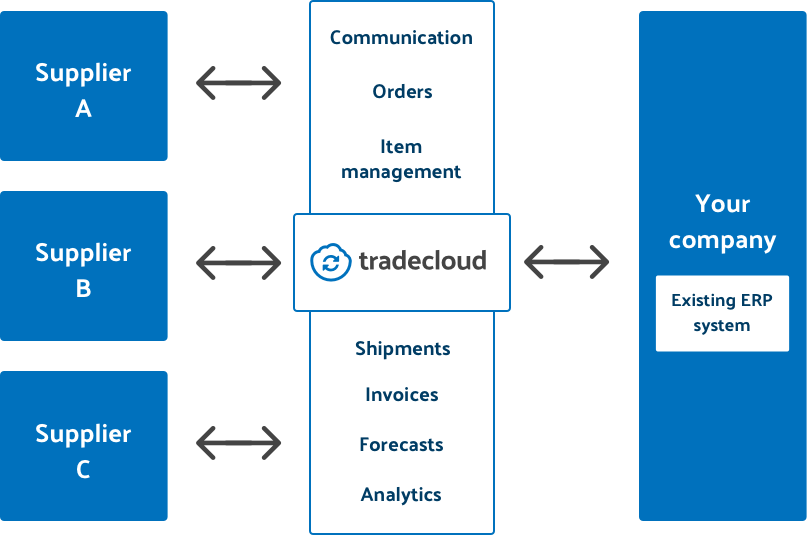 Supplier
A
Supplier
B
Supplier
C
Communication
Orders
Item
management
tradecloud
Shipments
Invoices
Forecasts
Analytics
Your
company
Existing ERP
system